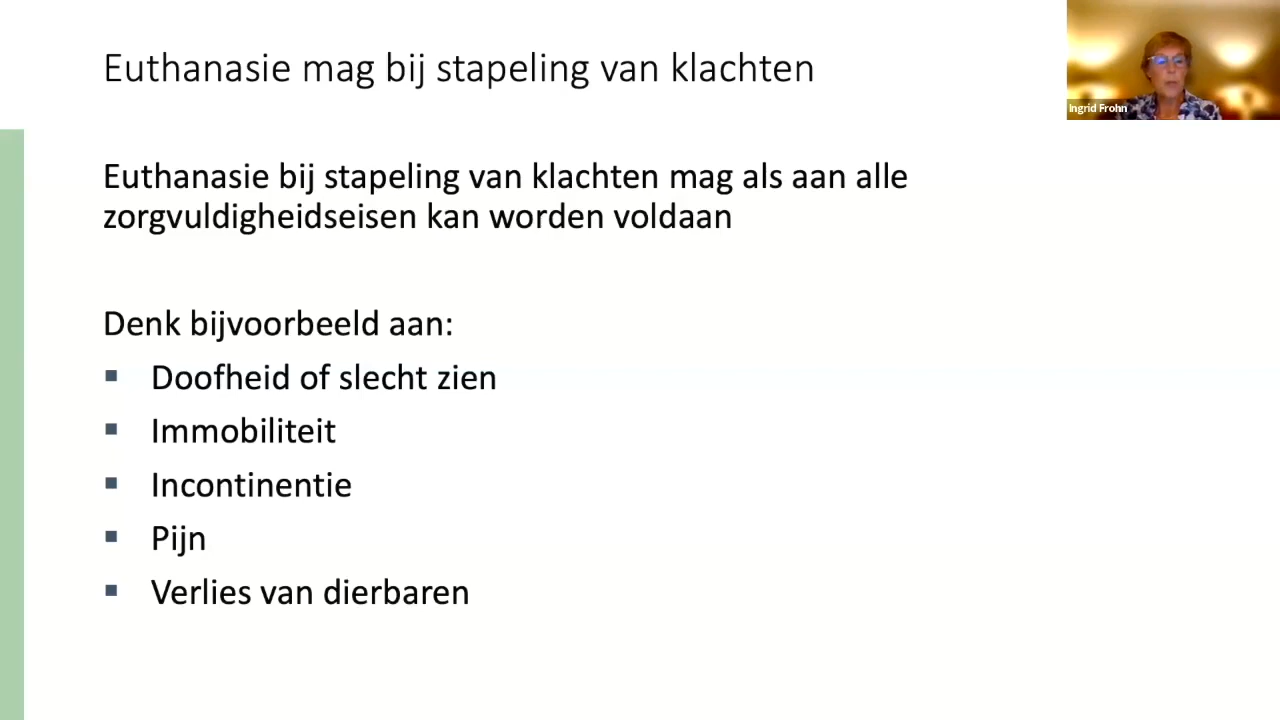 Euthanasie mag bij stapeling van klachten
Ingrid Frohn
Euthanasie bij stapeling van klachten mag als aan alle
zorgvuldigheidseisen kan worden voldaan
Denk bijvoorbeeld aan:
▪ Doofheid of slecht zien
▪ Immobiliteit
▪ Incontinentie
▪ Pijn
▪ Verlies van dierbaren